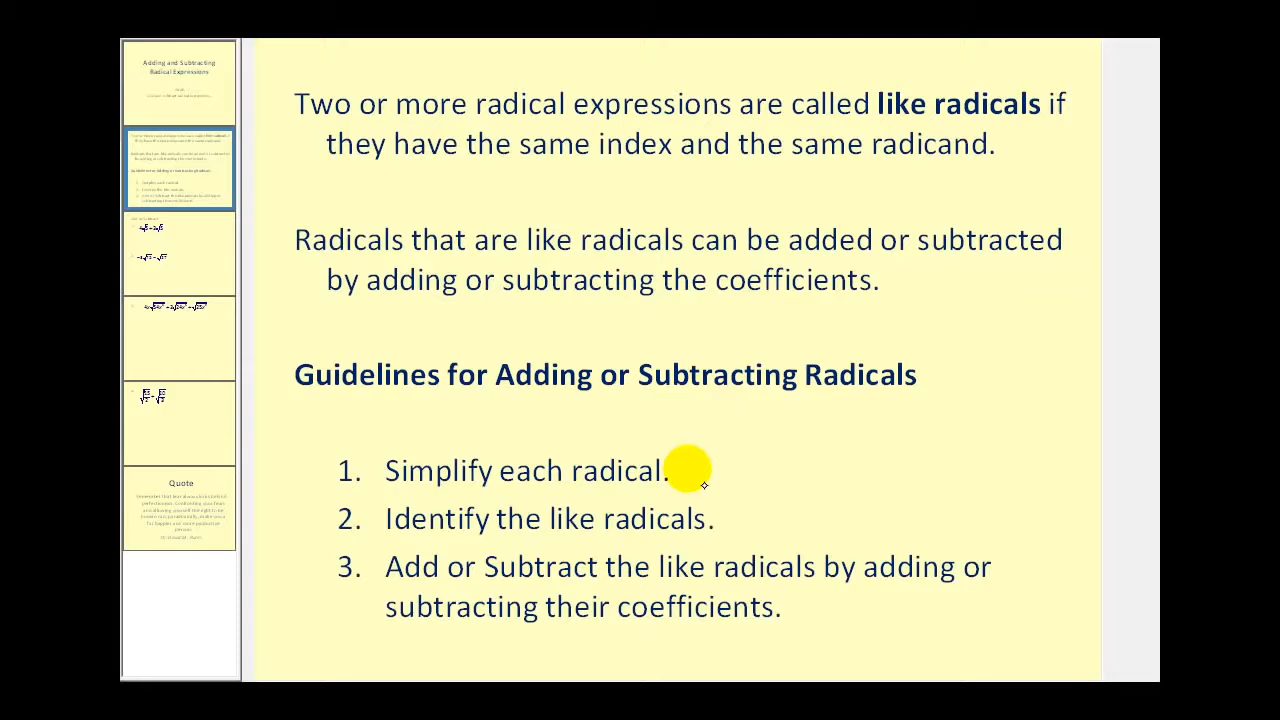 Adding and Subtracting
Radical Expressions
Two or more radical expressions are called like radicals if
they have the same index and the same radicand.
Radicals that are like radicals can be added or subtracted
by adding or subtracting the coefficients.
Guidelines for Adding or Subtracting Radicals
1. Simplify each radical.
2. Identify the like radicals.
3. Add or Subtract the like radicals by adding or
subtracting their coefficients.
Quote